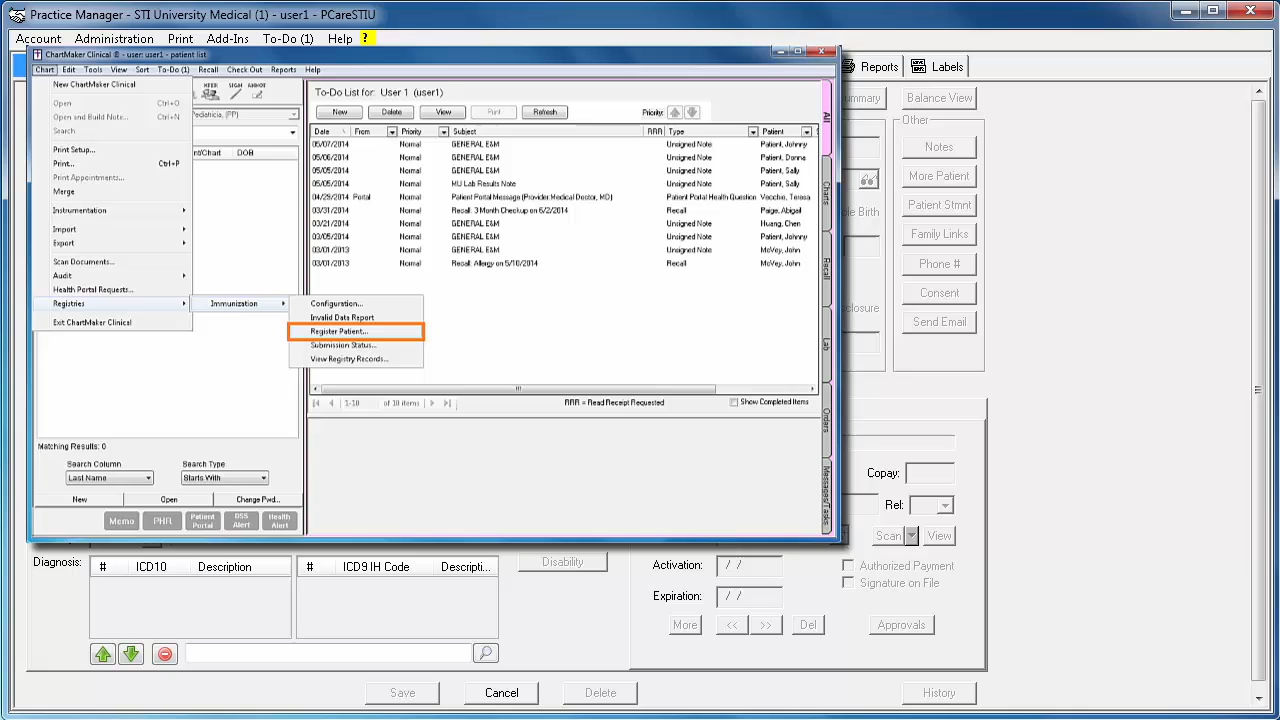 Practice Manager - STI University Medical (1) - user1 - PCareSTIU
Account Administration Print Add-Ins To-Do (1) Help ?
ChartMaker Clinical ® - user: user1 - patient list
Chart Edit Tools View Sort To-Do (1) Recall Check Out Reports Help
New ChartMaker Clinical
Open Ctrl+O
Open and Build Note... Ctrl+N
Search
Print Setup...
Print... Ctrl+P
Print Appointments...
Merge
Instrumentation
Import
Export
Scan Documents...
Audit
Health Portal Requests...
Registries
Exit ChartMaker Clinical
Immunization
Configuration...
Invalid Data Report
Register Patient...
Submission Status...
View Registry Records...
XFER SIGN ANNOT
Pediatrics, (PP)
nt/Chart DOB
Matching Results: 0
Search Column Search Type
Last Name Starts With
New Open Change Pwd...
Memo PHR Patient Portal DSS Alert Health Alert
To-Do List for: User 1 (user1)
New Delete View Print Refresh Priority:
Date From Priority Subject RRR Type Patient S
05/07/2014 Normal GENERAL E&M Unsigned Note Patient, Johnny
05/06/2014 Normal GENERAL E&M Unsigned Note Patient, Donna
05/05/2014 Normal GENERAL E&M Unsigned Note Patient, Sally
05/05/2014 Normal MU Lab Results Note Unsigned Note Patient, Sally
04/29/2014 Portal Normal Patient Portal Message (Provider:Medical Doctor, MD) Patient Portal Health Question Vecchio, Teresa
03/31/2014 Normal Recall: 3 Month Checkup on 6/2/2014 Recall Paige, Abigail
03/21/2014 Normal GENERAL E&M Unsigned Note Huang, Chen
03/05/2014 Normal GENERAL E&M Unsigned Note Patient, Johnny
03/01/2013 Normal GENERAL E&M Unsigned Note McVey, John
03/01/2013 Normal Recall: Allergy on 5/10/2014 Recall McVey, John
1-10 of 10 items RRR = Read Receipt Requested Show Completed Items
All
Charts
Recall
Lab
Orders
Messages/Tasks
Reports Labels
ummary Balance View
Other
Notes
More Patient
Patient Stmnt
Family Links
Phone #
Consent
Send Email
le Birth
closure
Copay:
Rel:
Scan View
Diagnosis: # ICD10 Description # ICD9 IH Code Descripti...
Disability
Activation: / /
Expiration: / /
Authorized Payment
Signature on File
More << >> Del Approvals
Save Cancel Delete History